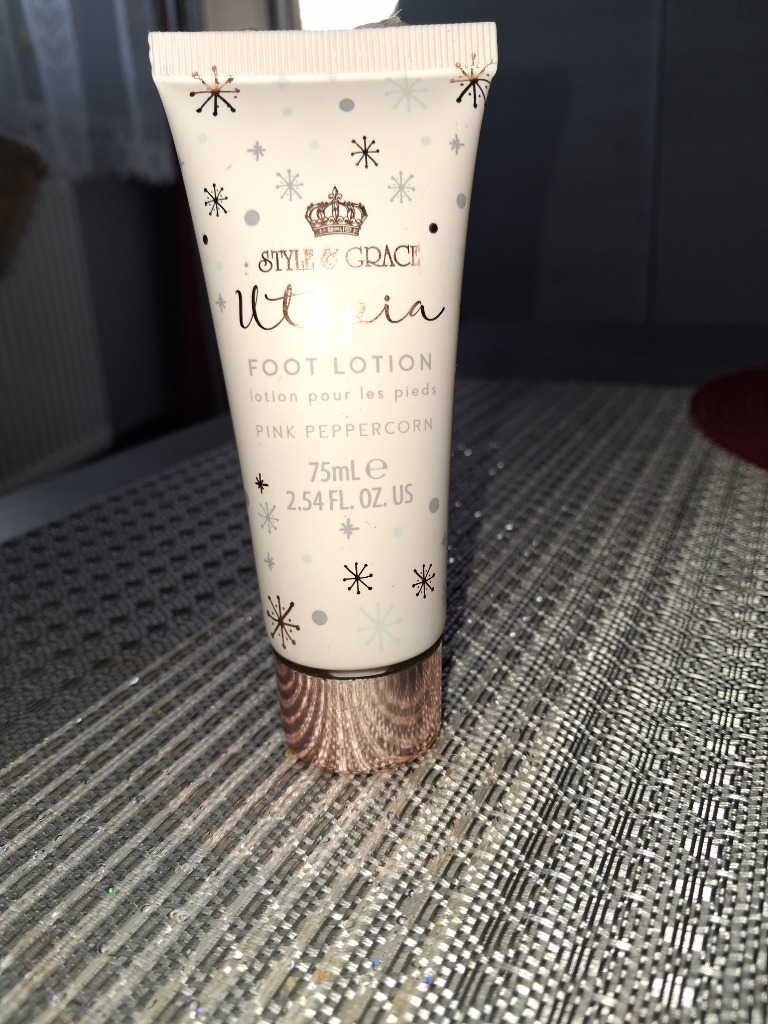 STYLE & GRACE
Utopia
FOOT LOTION
lotion pour les pieds
PINK PEPPERCORN
75mL ℮
2.54 FL. OZ. US